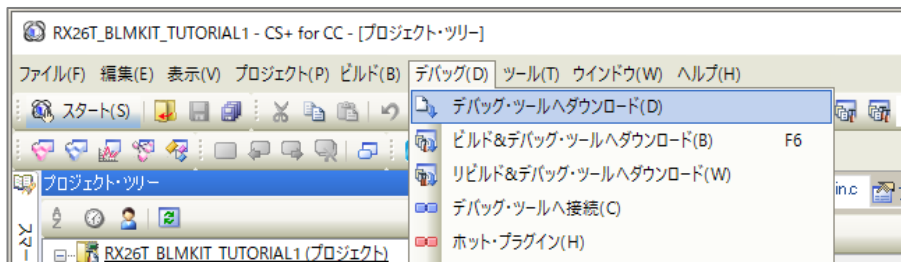 RX26T_BLMKIT_TUTORIAL1 - CS+ for CC - [プロジェクト・ツリー]
ファイル(F) 編集(E) 表示(V) プロジェクト(P) ビルド(B) デバッグ(D) ツール(T) ウインドウ(W) ヘルプ(H)
スタート(S)
デバッグ・ツールへダウンロード(D)
ビルド&デバッグ・ツールへダウンロード(B) F6
リビルド&デバッグ・ツールへダウンロード(W)
プロジェクト・ツリー
in.c
デバッグ・ツールへ接続(C)
ホット・プラグイン(H)
スマー
RX26T_BLMKIT_TUTORIAL1 (プロジェクト)